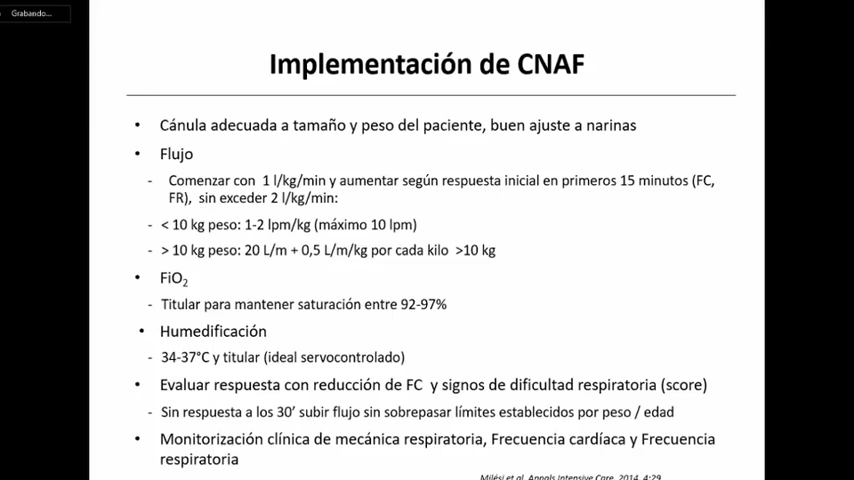 Grabando...
Implementación de CNAF
• Cánula adecuada a tamaño y peso del paciente, buen ajuste a narinas
• Flujo
- Comenzar con 1 l/kg/min y aumentar según respuesta inicial en primeros 15 minutos (FC,
FR), sin exceder 2 l/kg/min:
- < 10 kg peso: 1-2 lpm/kg (máximo 10 lpm)
- > 10 kg peso: 20 L/m + 0,5 L/m/kg por cada kilo >10 kg
• FiO₂
- Titular para mantener saturación entre 92-97%
• Humedificación
- 34-37°C y titular (ideal servocontrolado)
• Evaluar respuesta con reducción de FC y signos de dificultad respiratoria (score)
- Sin respuesta a los 30’ subir flujo sin sobrepasar límites establecidos por peso / edad
• Monitorización clínica de mecánica respiratoria, Frecuencia cardíaca y Frecuencia
respiratoria
Milési et al. Annals Intensive Care, 2014, 4:29